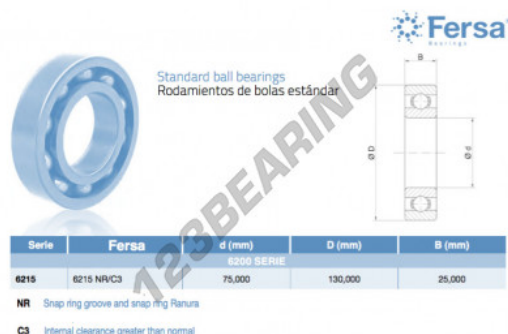 Fersa
Bearings
Standard ball bearings
Rodamientos de bolas estándar
B
Ø D
Ø d
123BEARING
Serie Fersa d (mm) D (mm) B (mm)
6200 SERIE
6215 6215 NR/C3 75,000 130,000 25,000
NR Snap ring groove and snap ring Ranura
C3 Internal clearance greater than normal